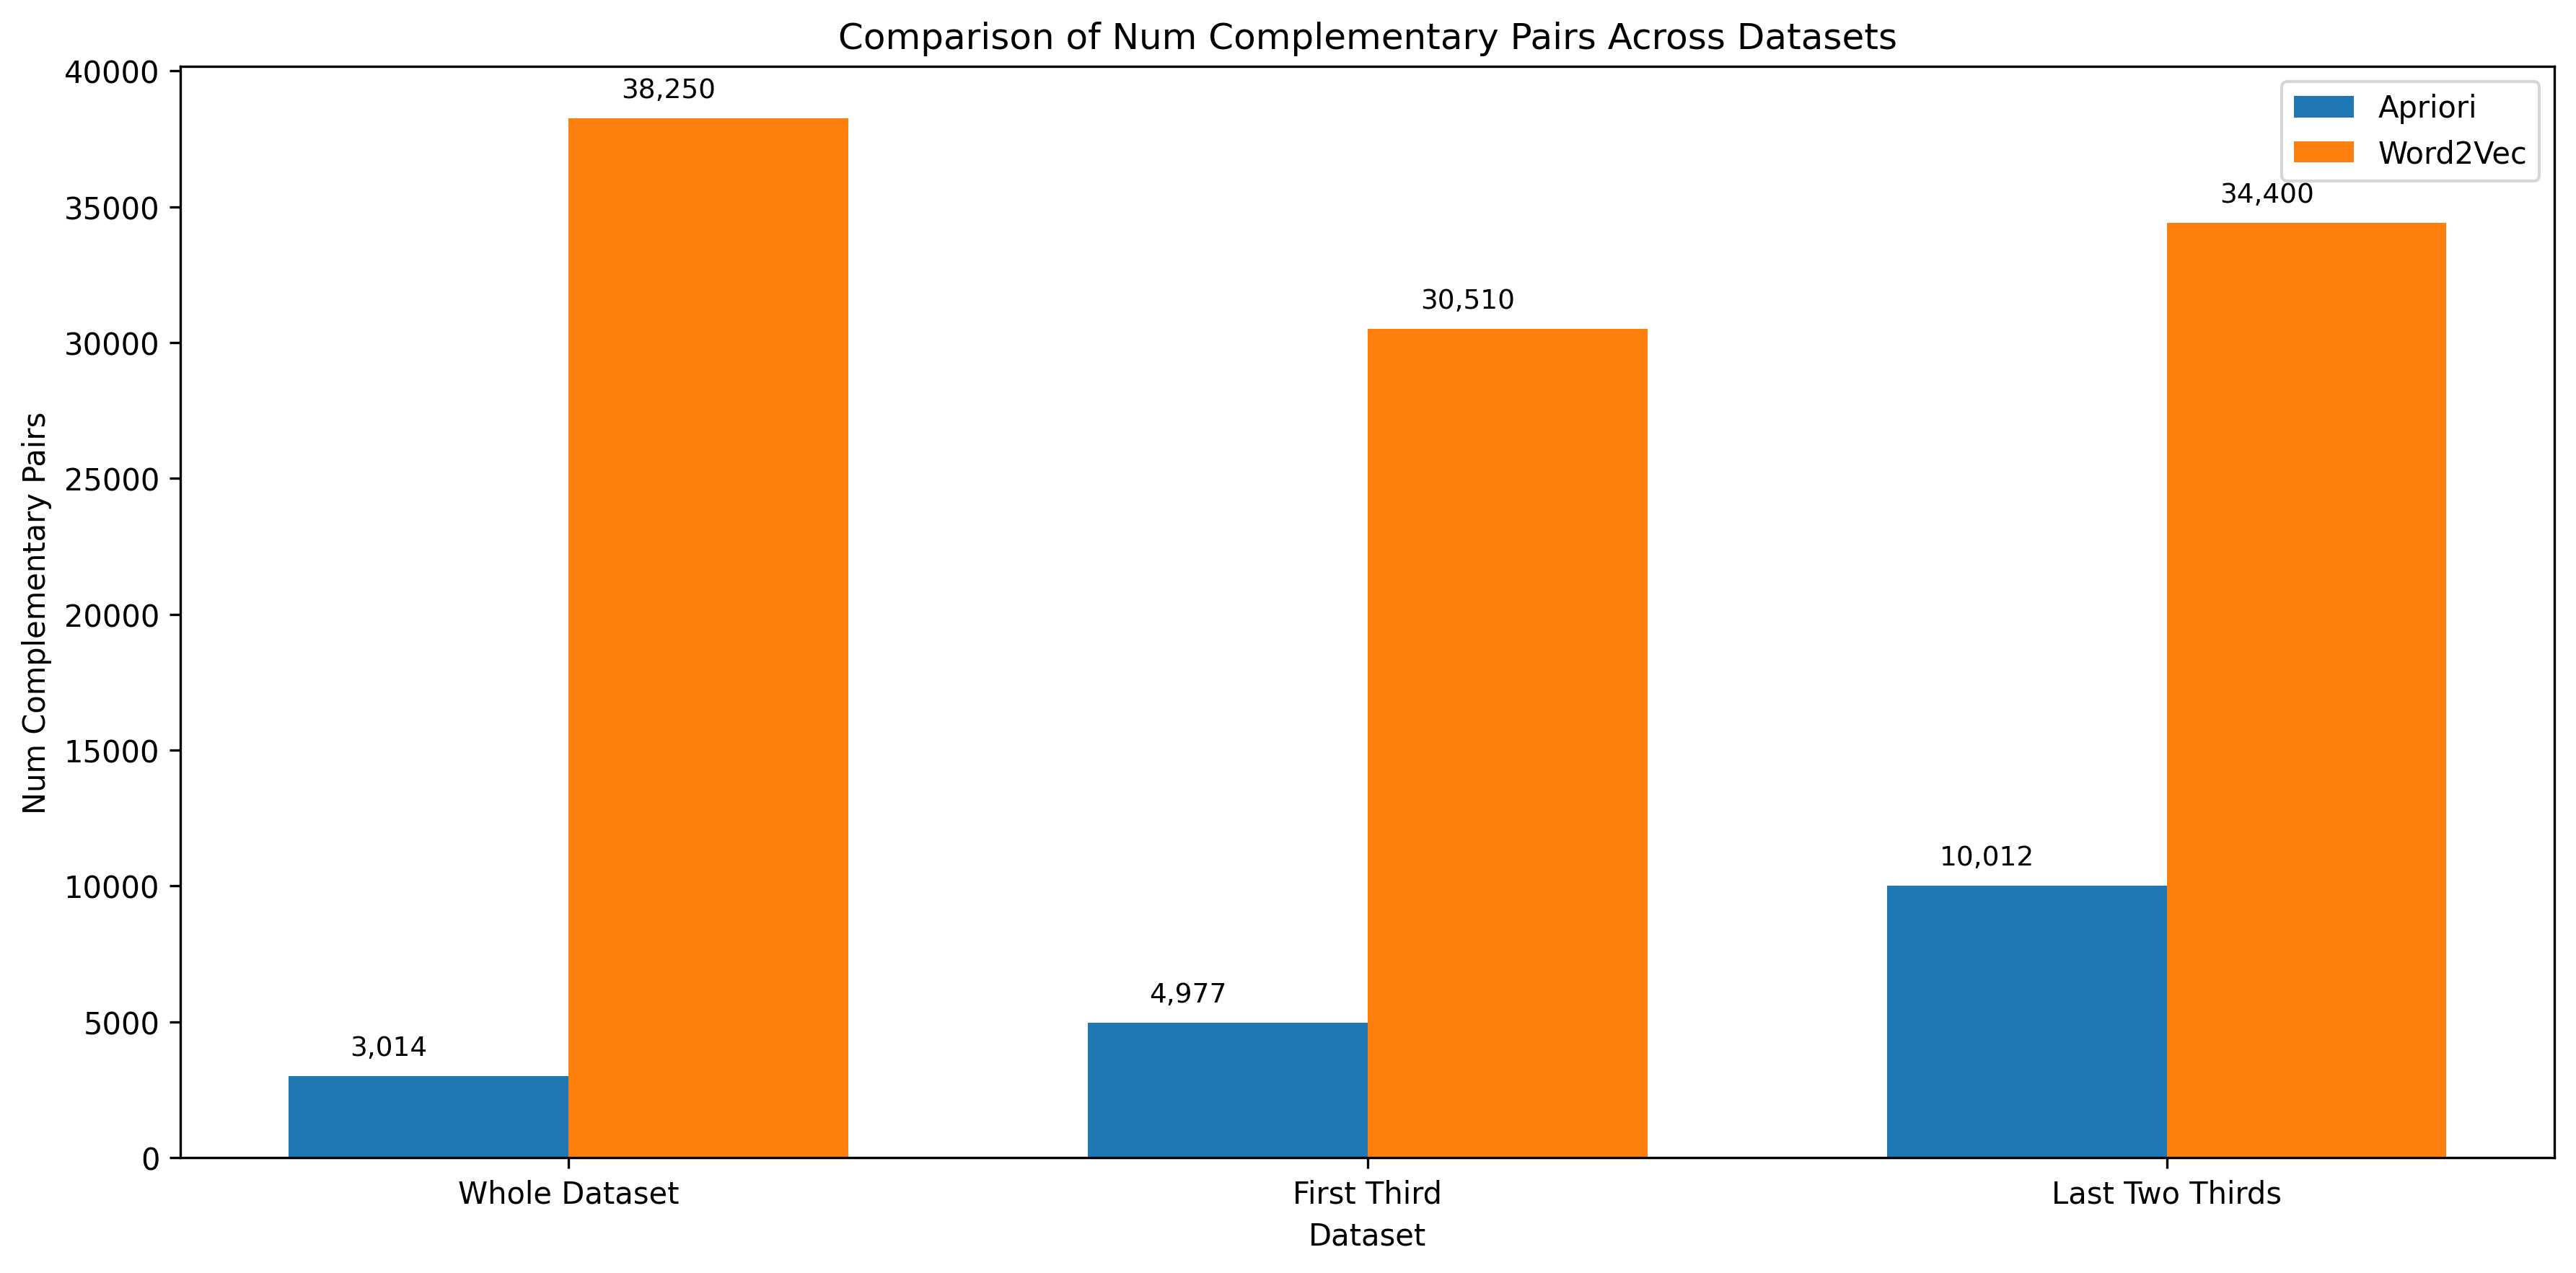 Comparison of Num Complementary Pairs Across Datasets
Num Complementary Pairs
40000
35000
30000
25000
20000
15000
10000
5000
0
3,014
38,250
4,977
30,510
10,012
34,400
Apriori
Word2Vec
Whole Dataset
First Third
Last Two Thirds
Dataset